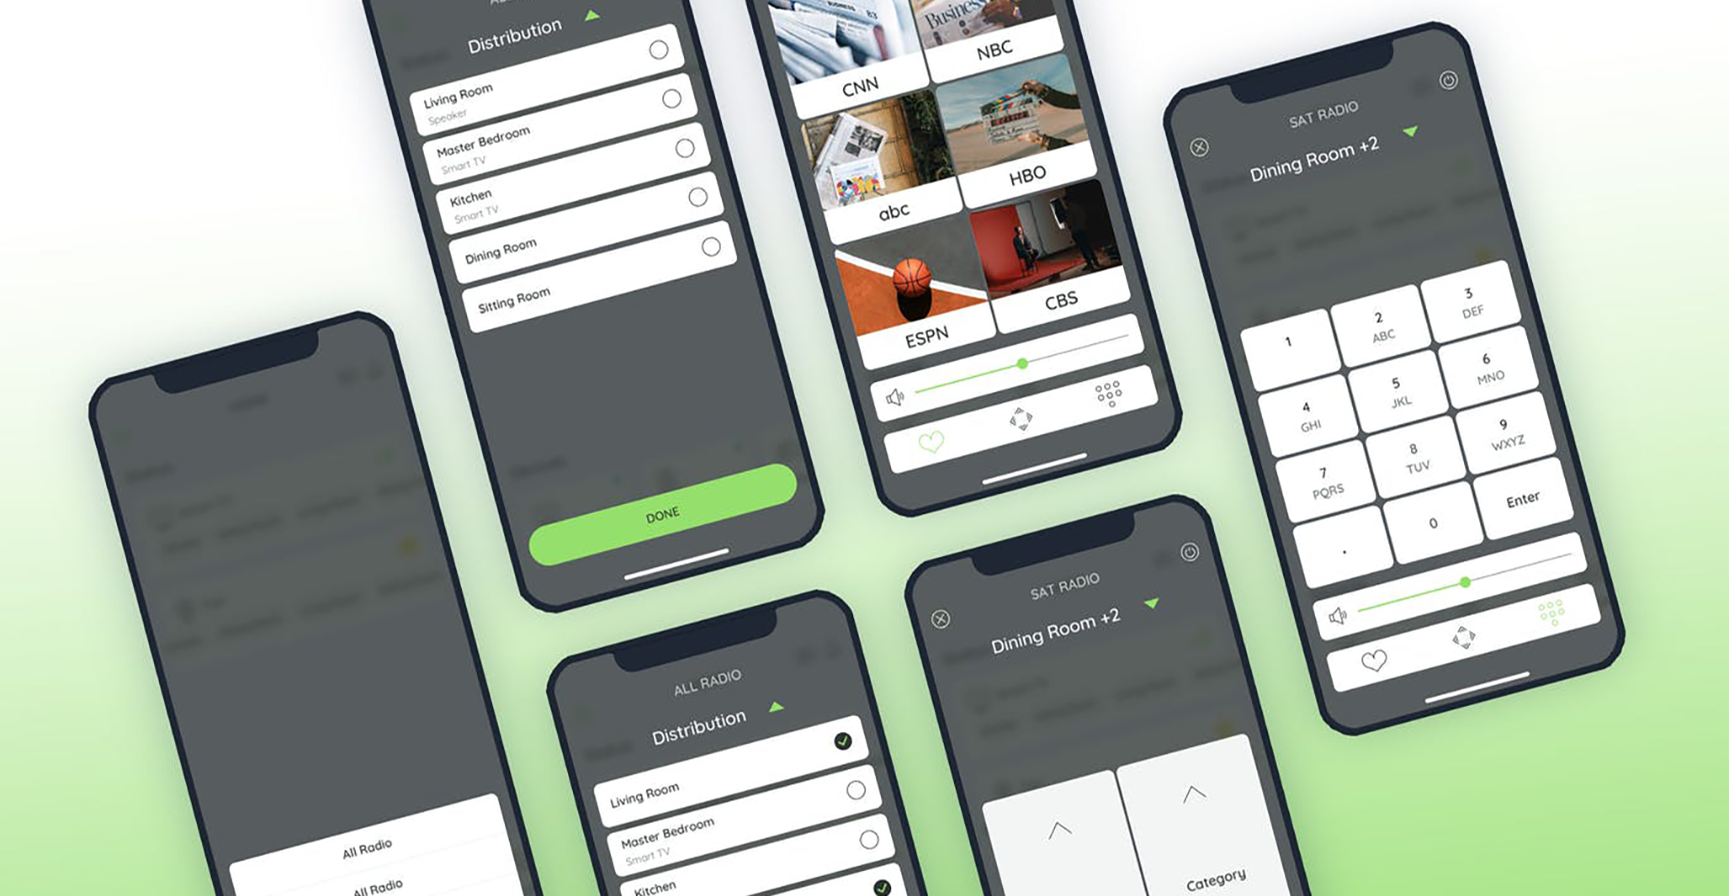 Distribution
Living Room
Speaker
Master Bedroom
Smart TV
Kitchen
Smart TV
Dining Room
Sitting Room
DONE
CNN
NBC
abc
HBO
ESPN
CBS
SAT RADIO
Dining Room +2
1
2
ABC
3
DEF
4
GHI
5
JKL
6
MNO
7
PQRS
8
TUV
9
WXYZ
.
0
Enter
All Radio
All Radio
ALL RADIO
Distribution
Living Room
Master Bedroom
Smart TV
Kitchen
SAT RADIO
Dining Room +2
Category